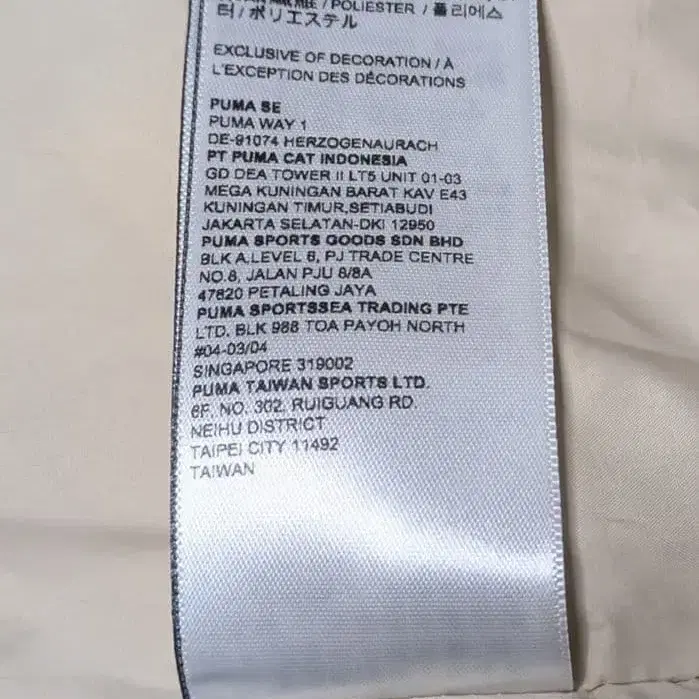 / POLIESTER / 폴리에스
터 / ポリエステル
EXCLUSIVE OF DECORATION / À
L'EXCEPTION DES DÉCORATIONS
PUMA SE
PUMA WAY 1
DE-91074 HERZOGENAURACH
PT PUMA CAT INDONESIA
GD DEA TOWER II LT5 UNIT 01-03
MEGA KUNINGAN BARAT KAV E43
KUNINGAN TIMUR,SETIABUDI
JAKARTA SELATAN-DKI 12950
PUMA SPORTS GOODS SDN BHD
BLK A,LEVEL 8, PJ TRADE CENTRE
NO.8, JALAN PJU 8/8A
47820 PETALING JAYA
PUMA SPORTSSEA TRADING PTE
LTD. BLK 988 TOA PAYOH NORTH
#04-03/04
SINGAPORE 319002
PUMA TAIWAN SPORTS LTD.
6F, NO. 302, RUIGUANG RD.
NEIHU DISTRICT
TAIPEI CITY 11492
TAIWAN